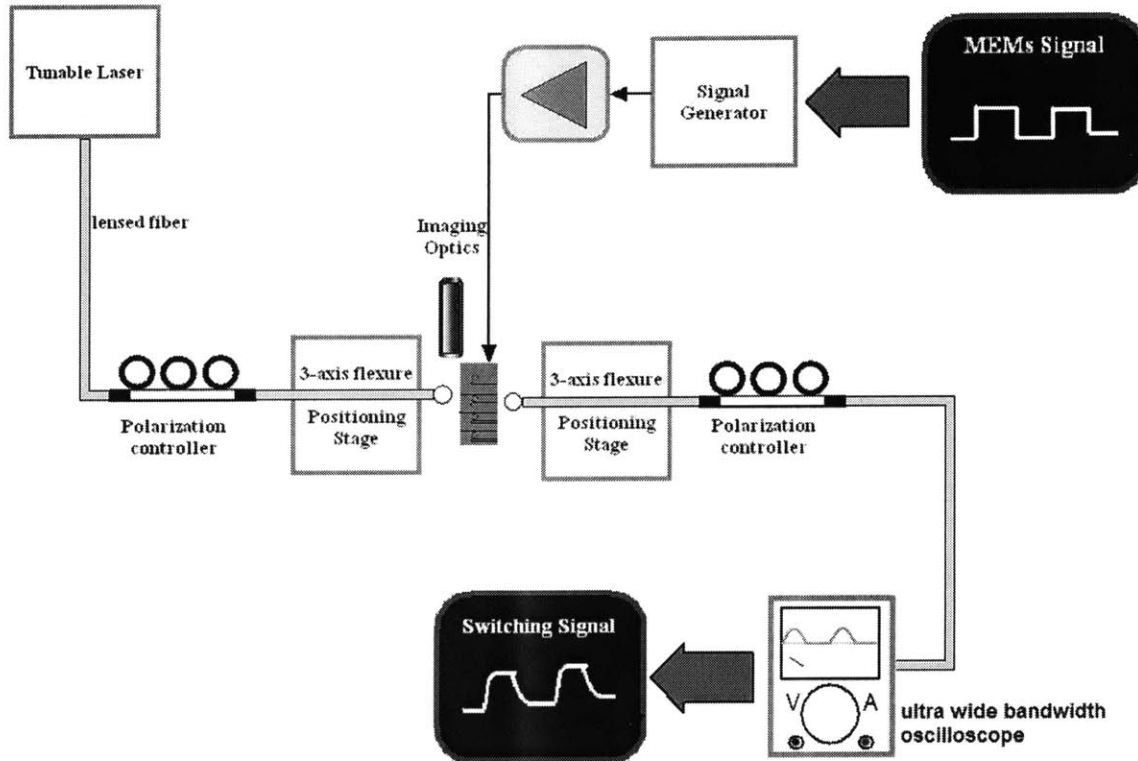 Tunable Laser
MEMs Signal
Signal
Generator
lensed fiber
Imaging
Optics
3-axis flexure
Positioning
Stage
Polarization
controller
3-axis flexure
Positioning
Stage
Polarization
controller
Switching Signal
V A
ultra wide bandwidth
oscilloscope